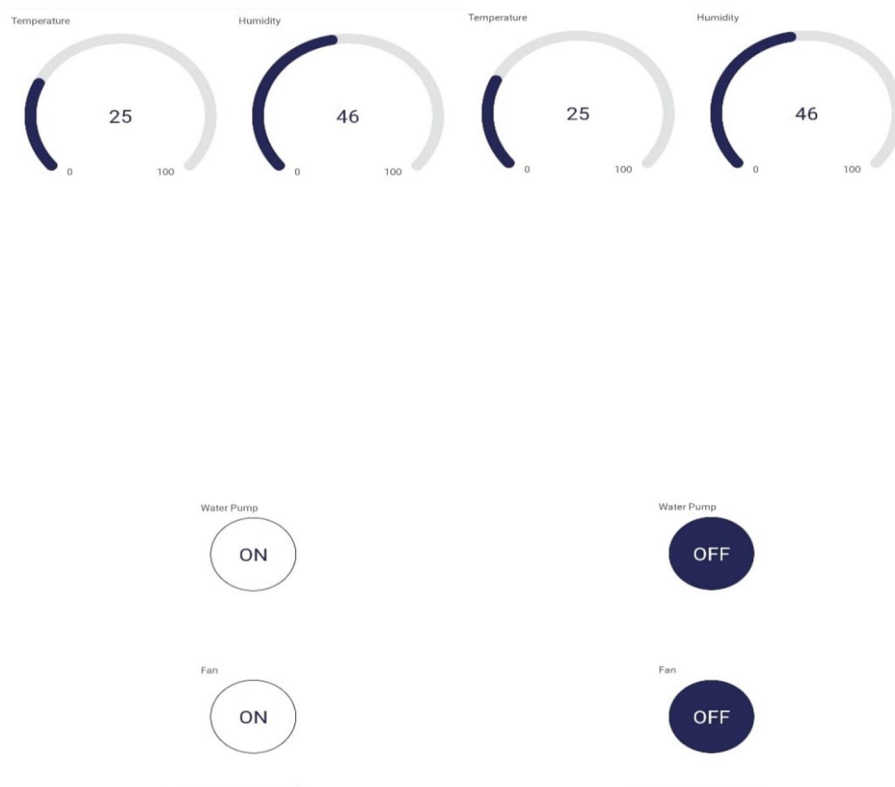 Temperature Humidity Temperature Humidity
25 46 25 46
0 100 0 100 0 100 0 100
Water Pump Water Pump
ON OFF
Fan Fan
ON OFF